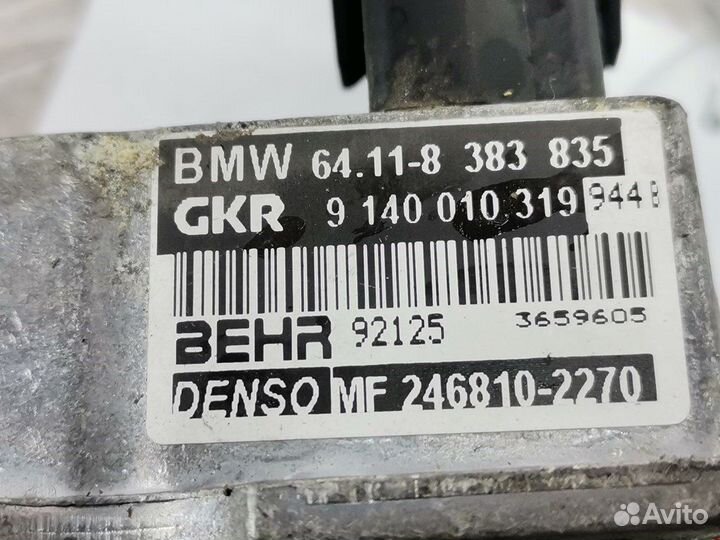 BMW 64.11-8 383 835
GKR 9 140 010 319 944
BEHR 92125 3659605
DENSO MF 246810-2270
Avito